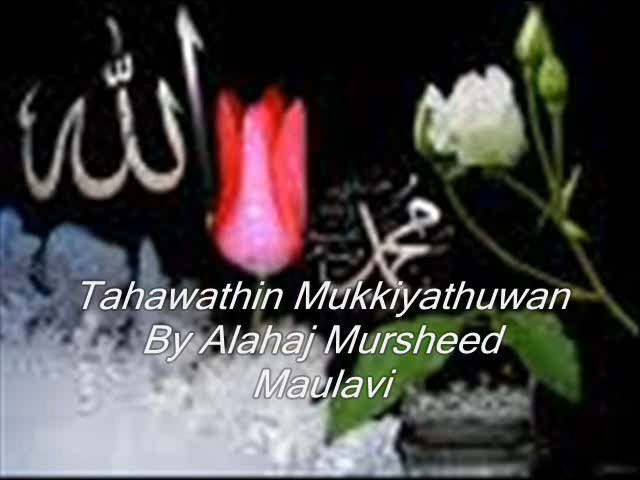 الله
محمد
Tahawathin Mukkiyathuwan
By Alahaj Mursheed
Maulavi